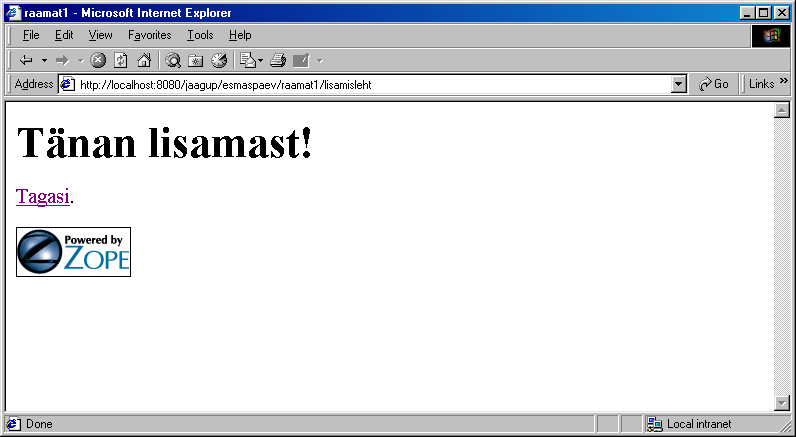 raamat1 - Microsoft Internet Explorer
File Edit View Favorites Tools Help
Address http://localhost:8080/jaagup/esmaspaev/raamat1/lisamisleht Go Links »
Tänan lisamast!
Tagasi.
Powered by
ZOPE
Done Local intranet